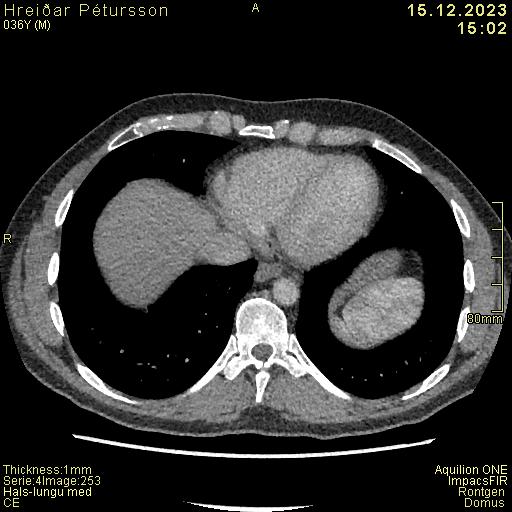 Hreiðar Pétursson
036Y (M)
A
15.12.2023
15:02
R
80mm
Thickness:1mm
Serie:4Image:253
Hals-lungu med
CE
Aquilion ONE
ImpacsFIR
Rontgen
Domus